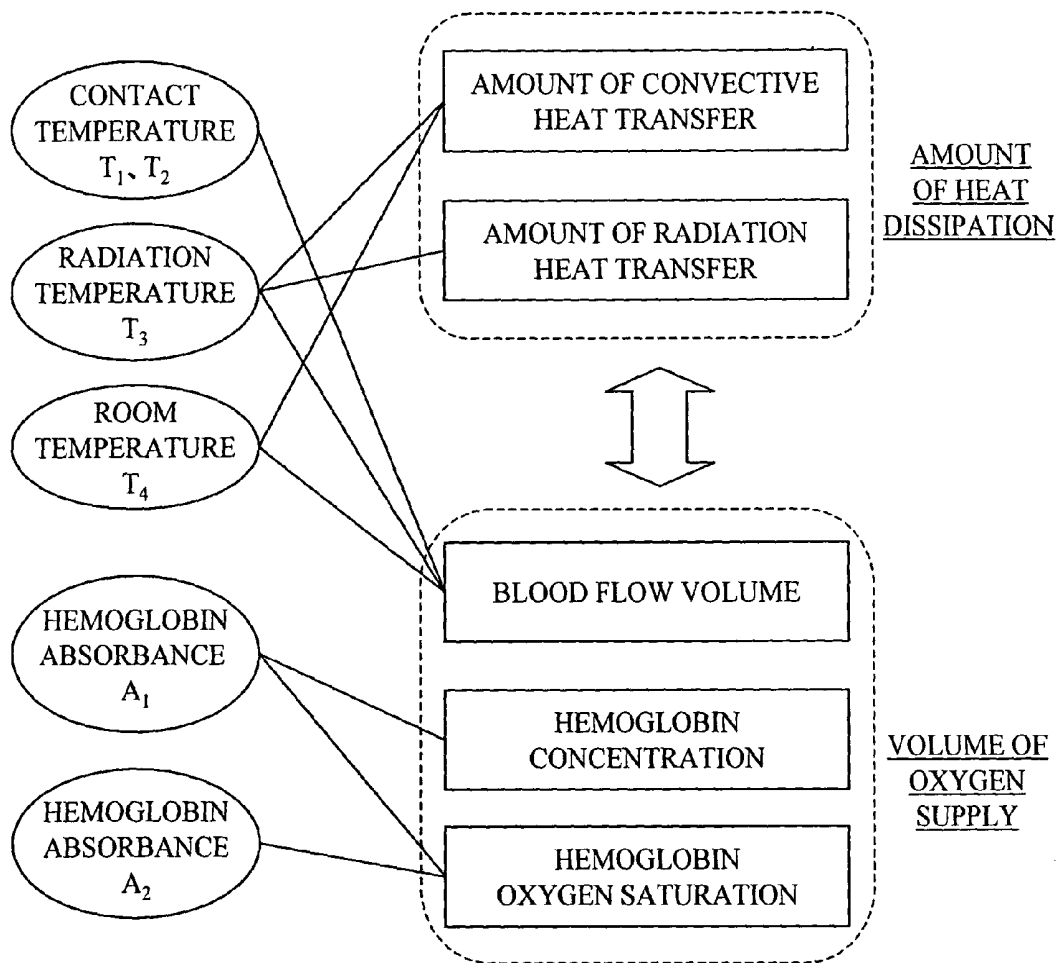 CONTACT
TEMPERATURE
T₁、T₂
RADIATION
TEMPERATURE
T₃
ROOM
TEMPERATURE
T₄
HEMOGLOBIN
ABSORBANCE
A₁
HEMOGLOBIN
ABSORBANCE
A₂
AMOUNT OF CONVECTIVE
HEAT TRANSFER
AMOUNT OF RADIATION
HEAT TRANSFER
AMOUNT
OF HEAT
DISSIPATION
BLOOD FLOW VOLUME
HEMOGLOBIN
CONCENTRATION
HEMOGLOBIN
OXYGEN SATURATION
VOLUME OF
OXYGEN
SUPPLY